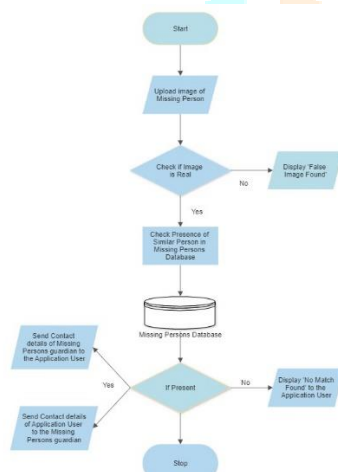 Start
Upload image of
Missing Person
Check if Image
is Real
No
Display 'False
Image Found'
Yes
Check Presence of
Similar Person in
Missing Persons
Database
Missing Persons Database
Send Contact
details of Missing
Persons guardian to
the Application User
Yes
If Present
No
Display 'No Match
Found' to the
Application User
Send Contact details
of Application User
to the Missing
Persons guardian
Stop